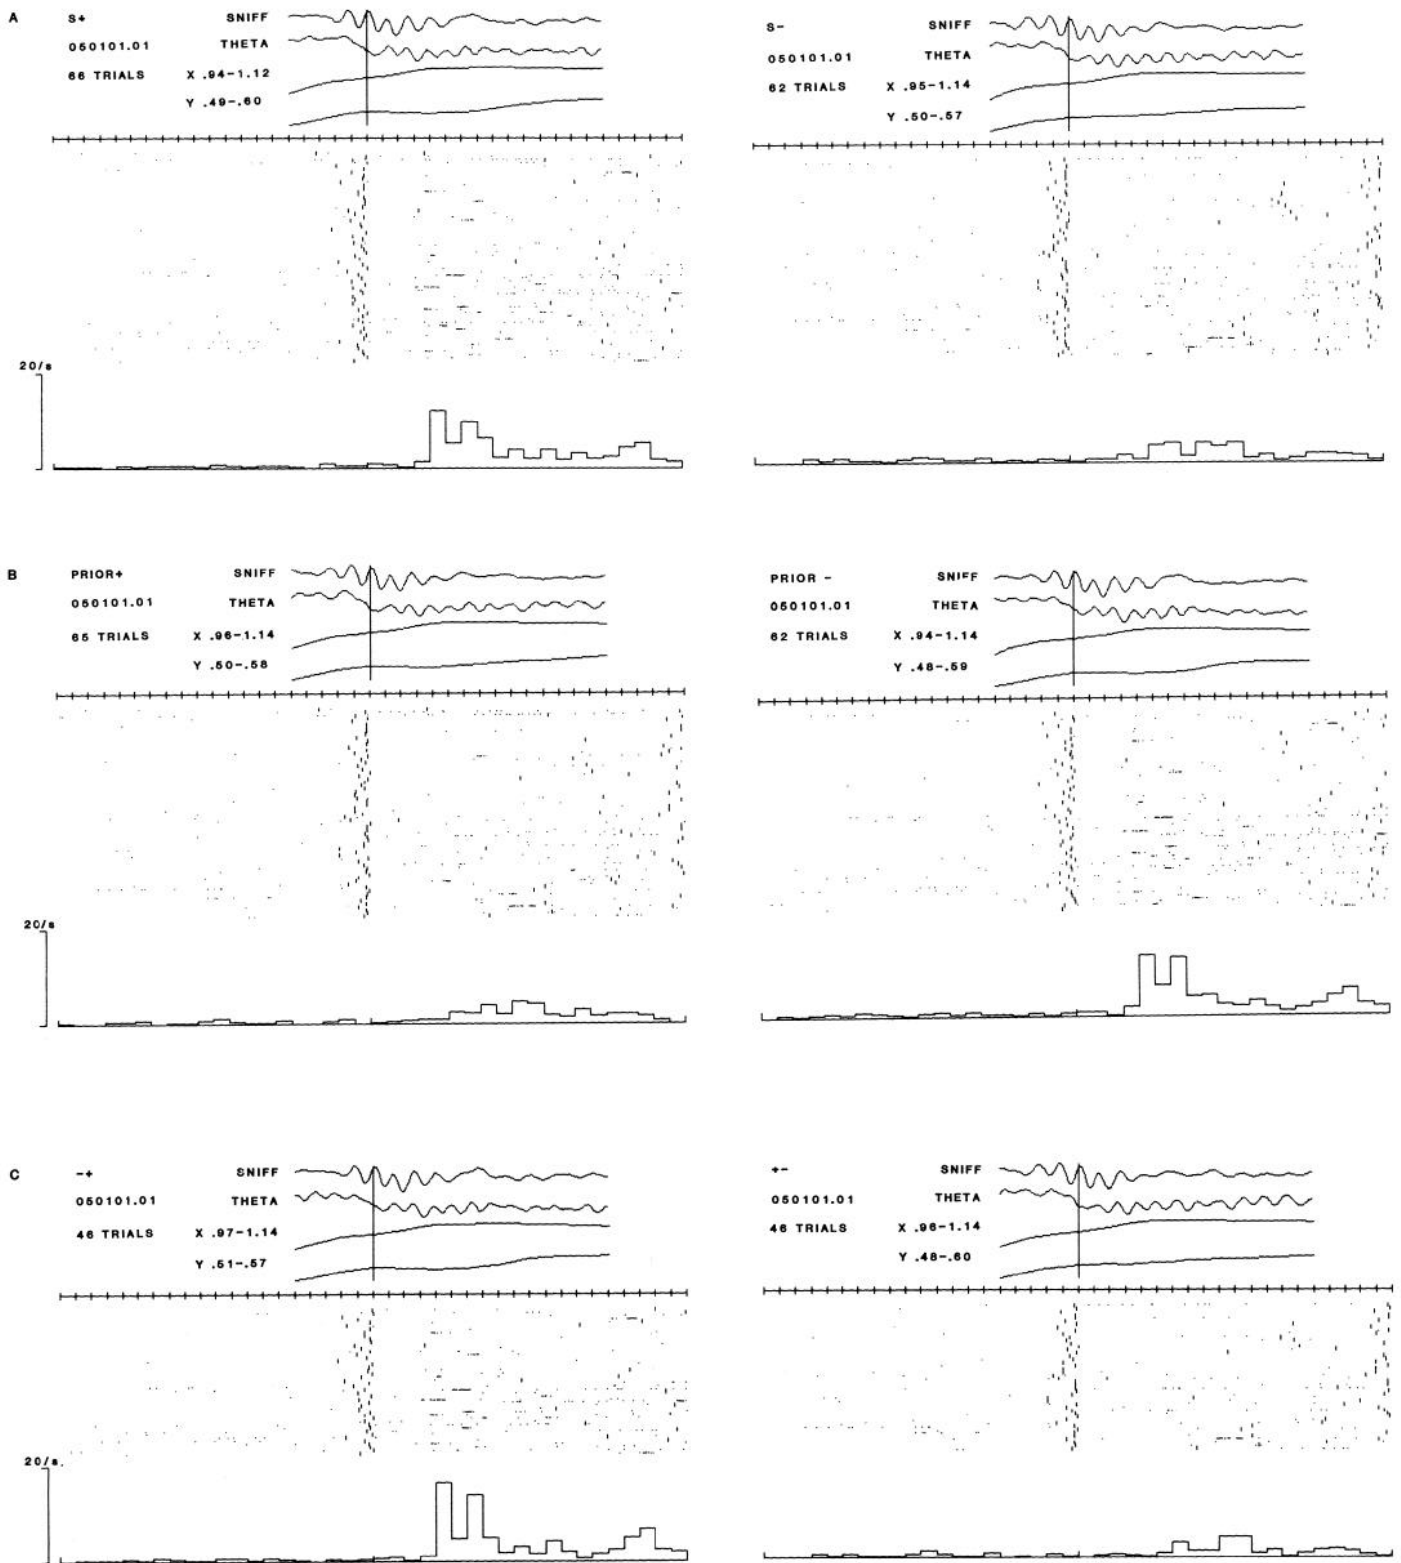 A
S+ SNIFF
050101.01 THETA
66 TRIALS X .94-1.12
Y .49-.60
20/s
S- SNIFF
050101.01 THETA
62 TRIALS X .95-1.14
Y .50-.57
B
PRIOR+ SNIFF
050101.01 THETA
65 TRIALS X .96-1.14
Y .50-.58
20/s
PRIOR - SNIFF
050101.01 THETA
62 TRIALS X .94-1.14
Y .48-.59
C
-+ SNIFF
050101.01 THETA
46 TRIALS X .97-1.14
Y .51-.57
20/s.
+- SNIFF
050101.01 THETA
46 TRIALS X .96-1.14
Y .48-.60